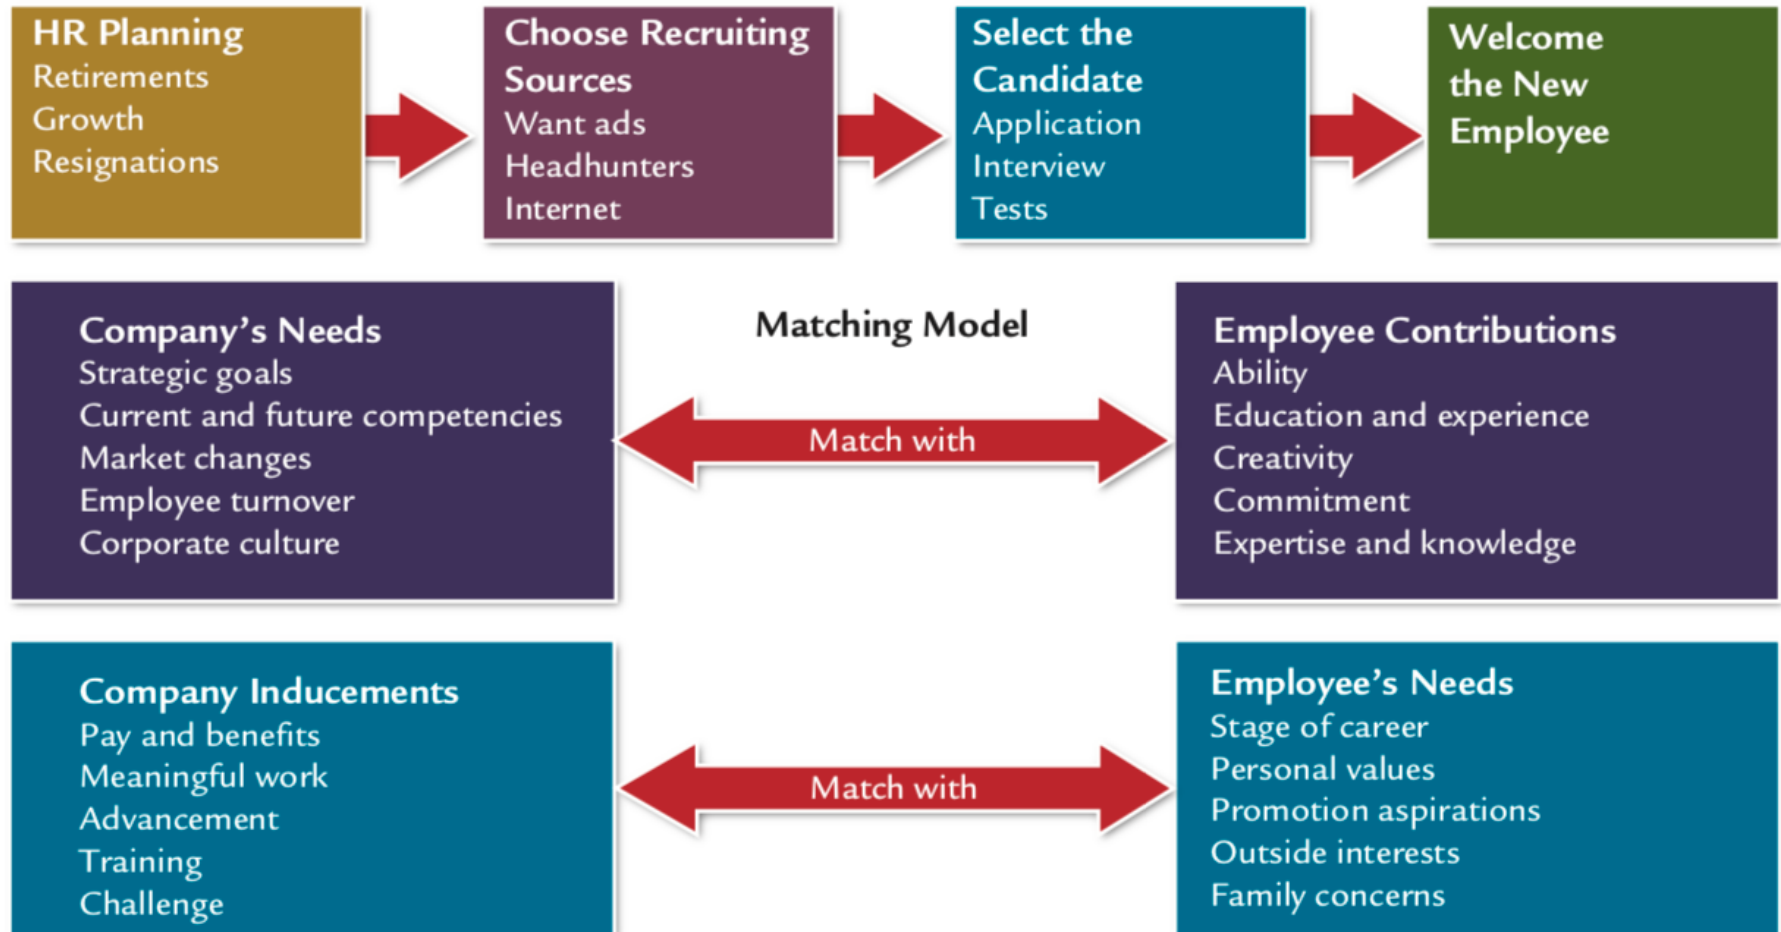 HR Planning
Retirements
Growth
Resignations
Choose Recruiting
Sources
Want ads
Headhunters
Internet
Select the
Candidate
Application
Interview
Tests
Welcome
the New
Employee
Company’s Needs
Strategic goals
Current and future competencies
Market changes
Employee turnover
Corporate culture
Matching Model
Match with
Employee Contributions
Ability
Education and experience
Creativity
Commitment
Expertise and knowledge
Company Inducements
Pay and benefits
Meaningful work
Advancement
Training
Challenge
Match with
Employee’s Needs
Stage of career
Personal values
Promotion aspirations
Outside interests
Family concerns